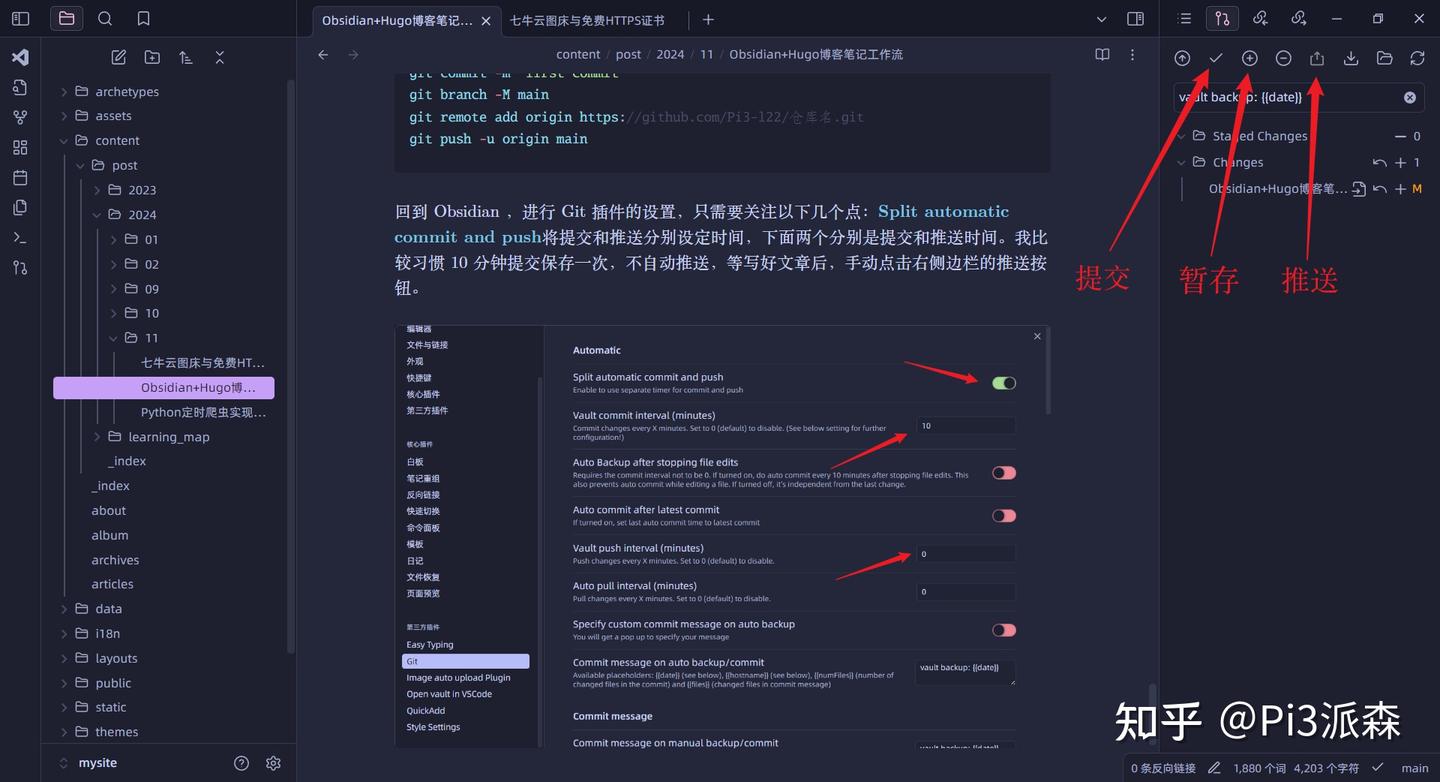 Obsidian+Hugo博客笔记...
七牛云图床与免费HTTPS证书
content / post / 2024 / 11 / Obsidian+Hugo博客笔记工作流
archetypes
assets
content
post
2023
2024
01
02
09
10
11
七牛云图床与免费HT...
Obsidian+Hugo博...
Python定时爬虫实现...
learning_map
_index
_index
about
album
archives
articles
data
i18n
layouts
public
static
themes
mysite
git commit -m "first commit"
git branch -M main
git remote add origin https://github.com/Pi3-l22/仓库名.git
git push -u origin main
回到 Obsidian ，进行 Git 插件的设置，只需要关注以下几个点：Split automatic
commit and push将提交和推送分别设定时间，下面两个分别是提交和推送时间。我比
较习惯 10 分钟提交保存一次，不自动推送，等写好文章后，手动点击右侧边栏的推送按
钮。
编辑器
文件与链接
外观
快捷键
核心插件
第三方插件
核心插件
白板
笔记重组
反向链接
快速切换
命令面板
模板
日记
文件恢复
页面预览
第三方插件
Easy Typing
Git
Image auto upload Plugin
Open vault in VSCode
QuickAdd
Style Settings
Automatic
Split automatic commit and push
Enable to use separate timer for commit and push
Vault commit interval (minutes)
Commit changes every X minutes. Set to 0 (default) to disable. (See below setting for further
configuration!)
10
Auto Backup after stopping file edits
Requires the commit interval not to be 0. If turned on, do auto commit every 10 minutes after stopping file edits. This
also prevents auto commit while editing a file. If turned off, it's independent from the last change.
Auto commit after latest commit
If turned on, set last auto commit time to latest commit
Vault push interval (minutes)
Push changes every X minutes. Set to 0 (default) to disable.
0
Auto pull interval (minutes)
Pull changes every X minutes. Set to 0 (default) to disable.
0
Specify custom commit message on auto backup
You will get a pop up to specify your message
Commit message on auto backup/commit
Available placeholders: {{date}} (see below), {{hostname}} (see below), {{numFiles}} (number of
changed files in the commit) and {{files}} (changed files in commit message)
vault backup: {{date}}
Commit message
Commit message on manual backup/commit
vault backup: {{date}}
vault backup: {{date}}
Staged Changes 0
Changes 1
Obsidian+Hugo博客笔... M
提交 暂存 推送
知乎 @Pi3派森
0 条反向链接 1,880 个词 4,203 个字符 main